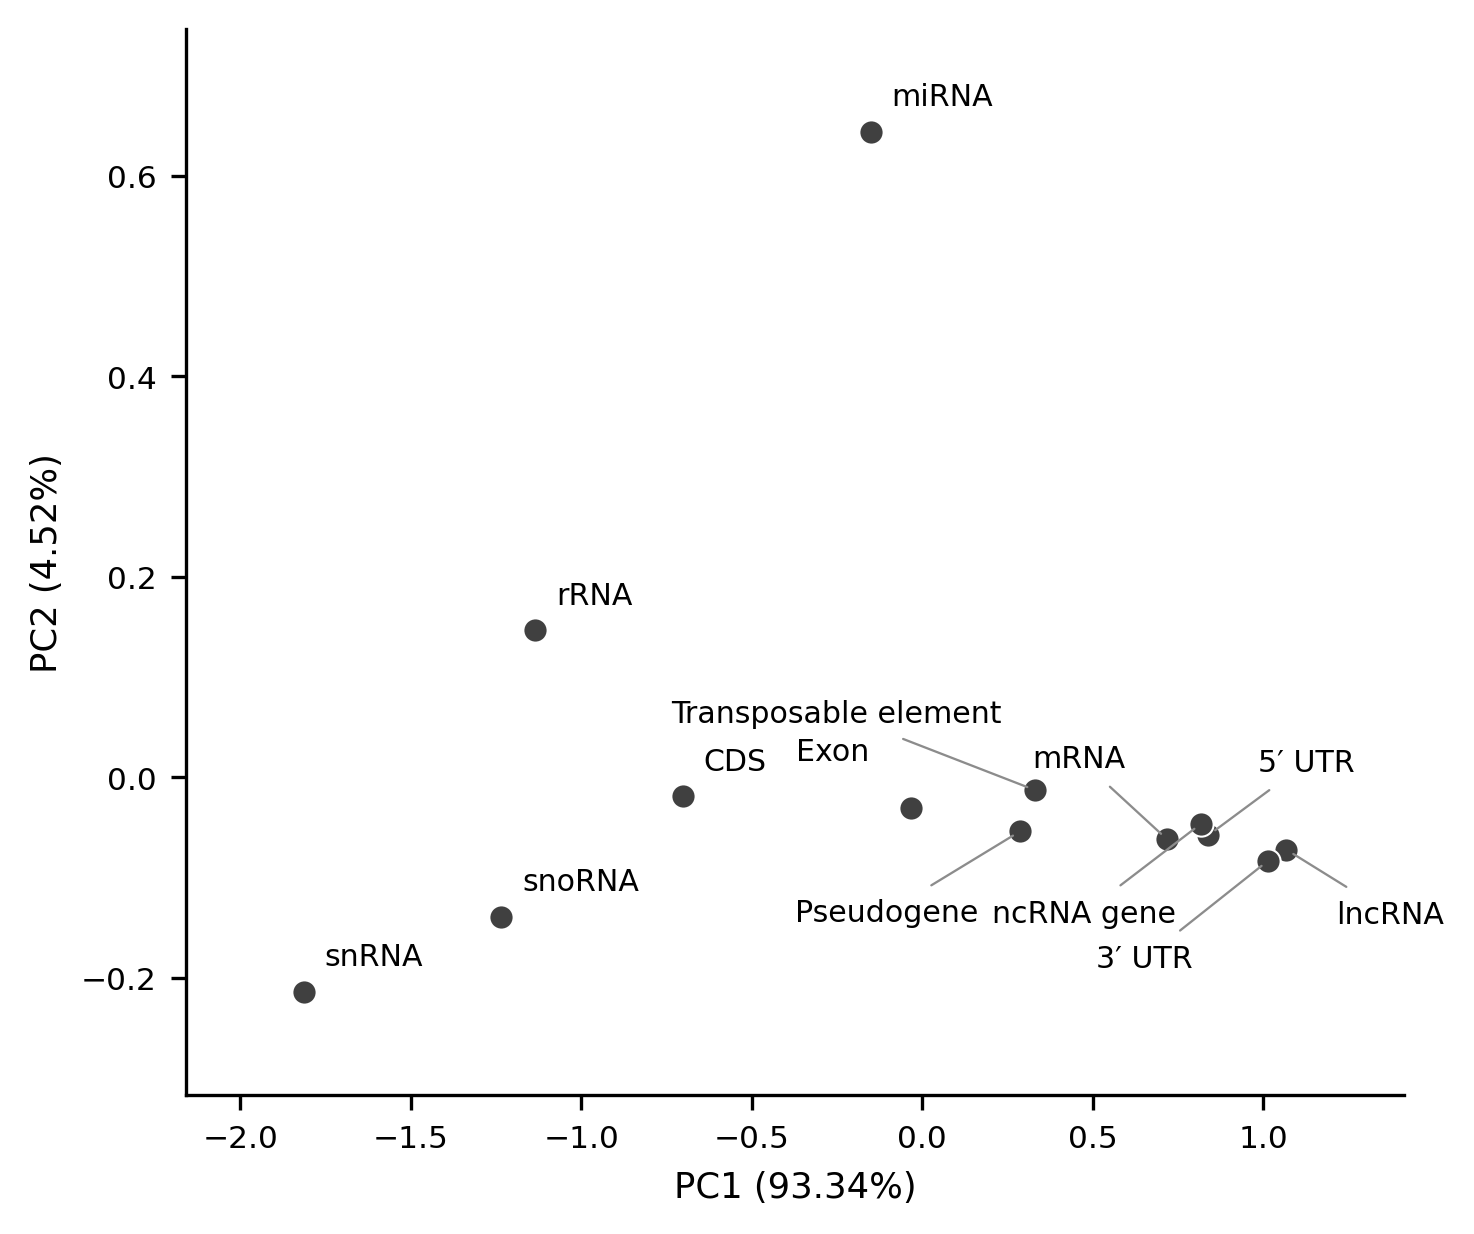 miRNA
0.6
0.4
PC2 (4.52%)
0.2
rRNA
Transposable element
Exon
CDS
mRNA
5′ UTR
0.0
snoRNA
Pseudogene
ncRNA gene
lncRNA
3′ UTR
snRNA
−0.2
−2.0 −1.5 −1.0 −0.5 0.0 0.5 1.0
PC1 (93.34%)